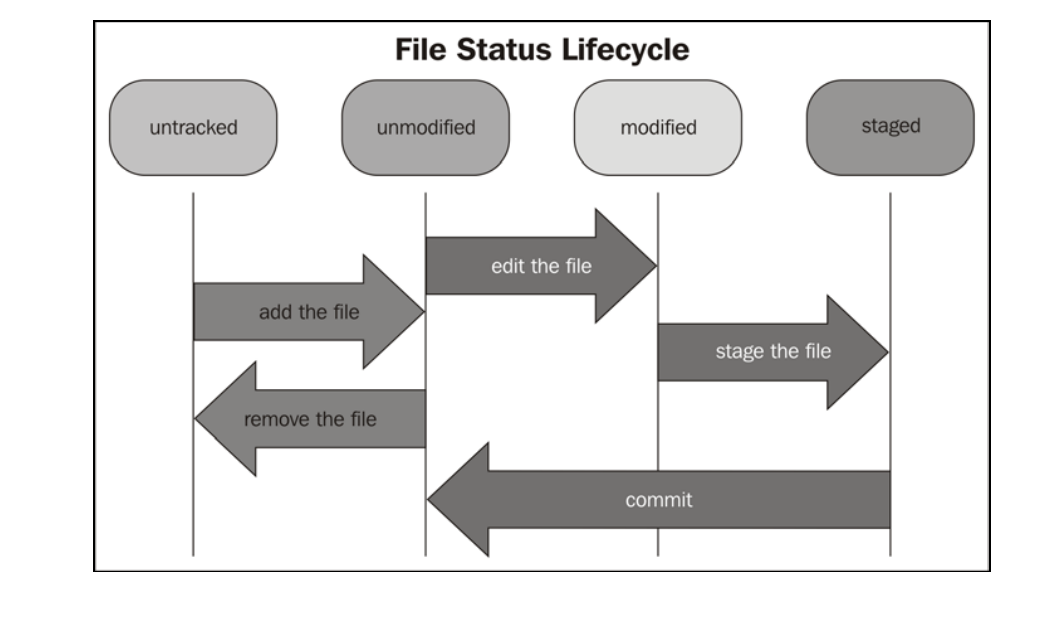 File Status Lifecycle
untracked
unmodified
modified
staged
edit the file
add the file
stage the file
remove the file
commit